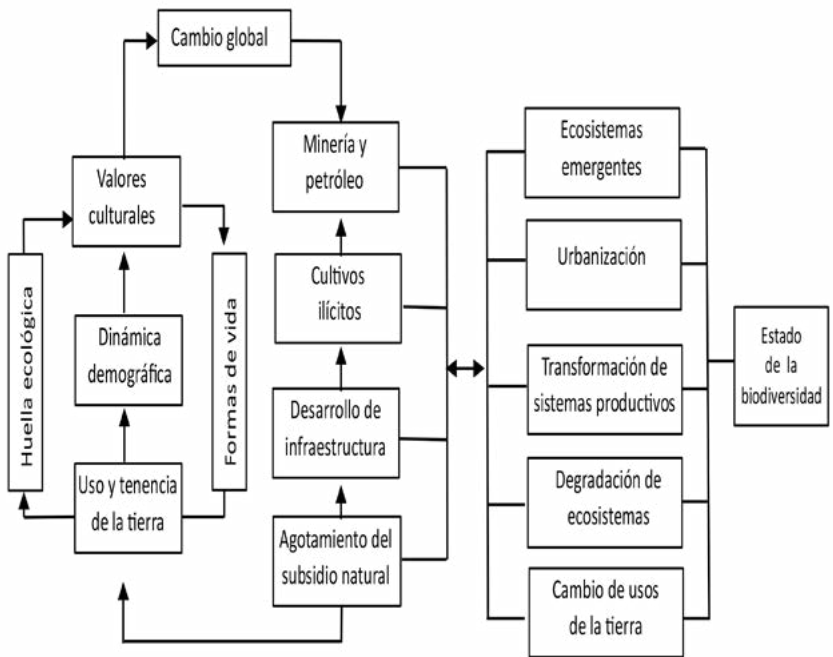 Cambio global
Valores
culturales
Huella ecológica
Dinámica
demográfica
Formas de vida
Uso y tenencia
de la tierra
Minería y
petróleo
Cultivos
ilícitos
Desarrollo de
infraestructura
Agotamiento del
subsidio natural
Ecosistemas
emergentes
Urbanización
Transformación de
sistemas productivos
Degradación de
ecosistemas
Cambio de usos
de la tierra
Estado
de la
biodiversidad